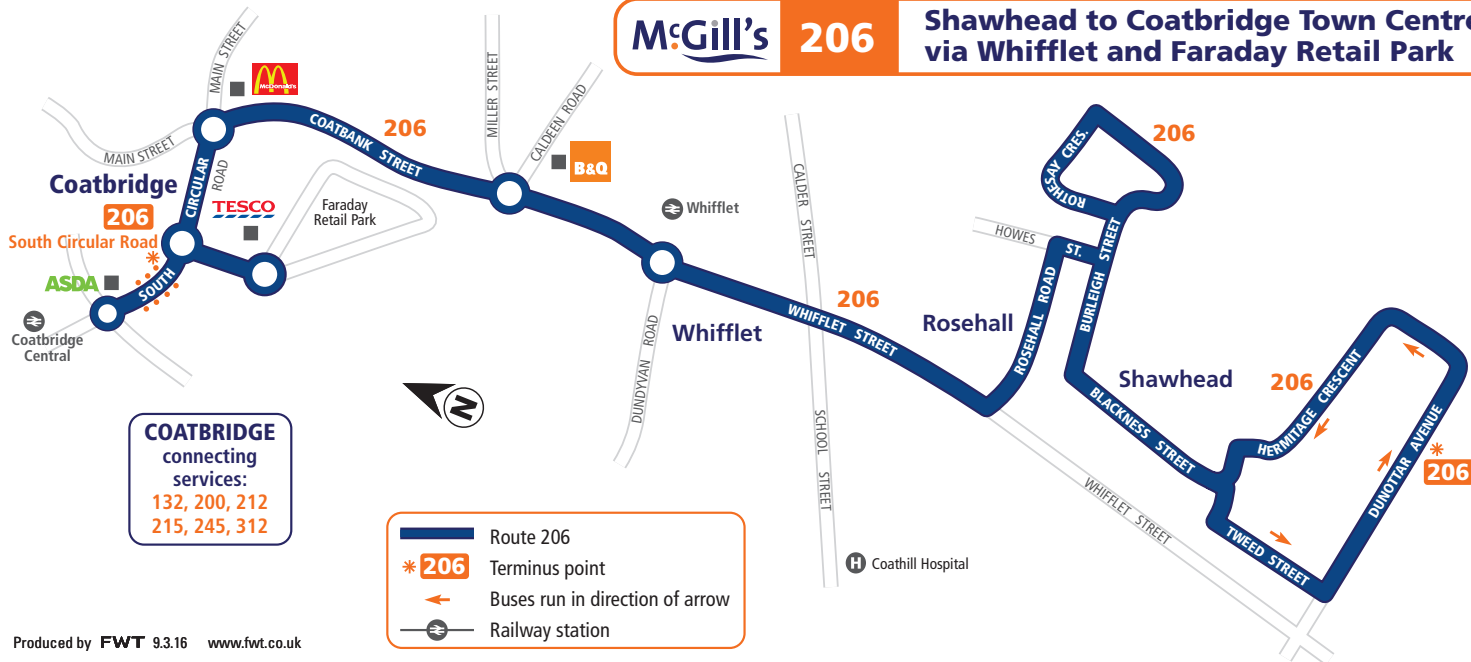 McGill's
206
Shawhead to Coatbridge Town Centre
via Whifflet and Faraday Retail Park
MAIN STREET
McDonald's
MAIN STREET
COATBANK STREET
206
MILLER STREET
CALDEEN ROAD
B&Q
Coatbridge
206
South Circular Road
SOUTH CIRCULAR
ROAD
TESCO
Faraday
Retail Park
ASDA
Coatbridge
Central
Whifflet
CALDER STREET
SCHOOL STREET
DUNDYVAN ROAD
Whifflet
206
WHIFFLET STREET
WHIFFLET STREET
Coathill Hospital
H
Rosehall
ROSEHALL ROAD
HOWES
ST.
BURLEIGH STREET
ROTHESAY CRES.
206
Shawhead
BLACKNESS STREET
206
HERMITAGE CRESCENT
DUNOTTAR AVENUE
TWEED STREET
206
N
COATBRIDGE
connecting
services:
132, 200, 212
215, 245, 312
Route 206
206 Terminus point
Buses run in direction of arrow
Railway station
Produced by FWT 9.3.16 www.fwt.co.uk